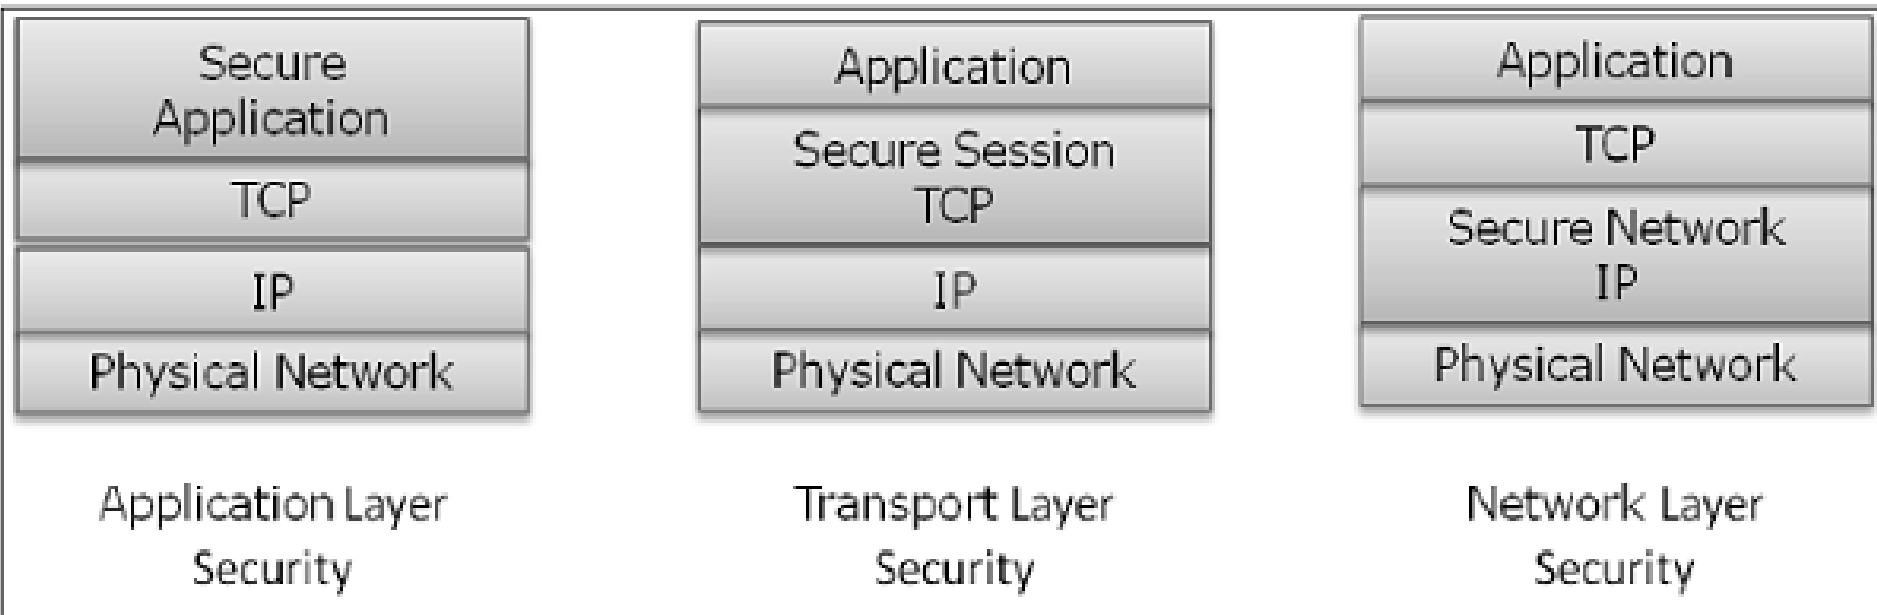 Secure
Application
TCP
IP
Physical Network
Application Layer
Security
Application
Secure Session
TCP
IP
Physical Network
Transport Layer
Security
Application
TCP
Secure Network
IP
Physical Network
Network Layer
Security